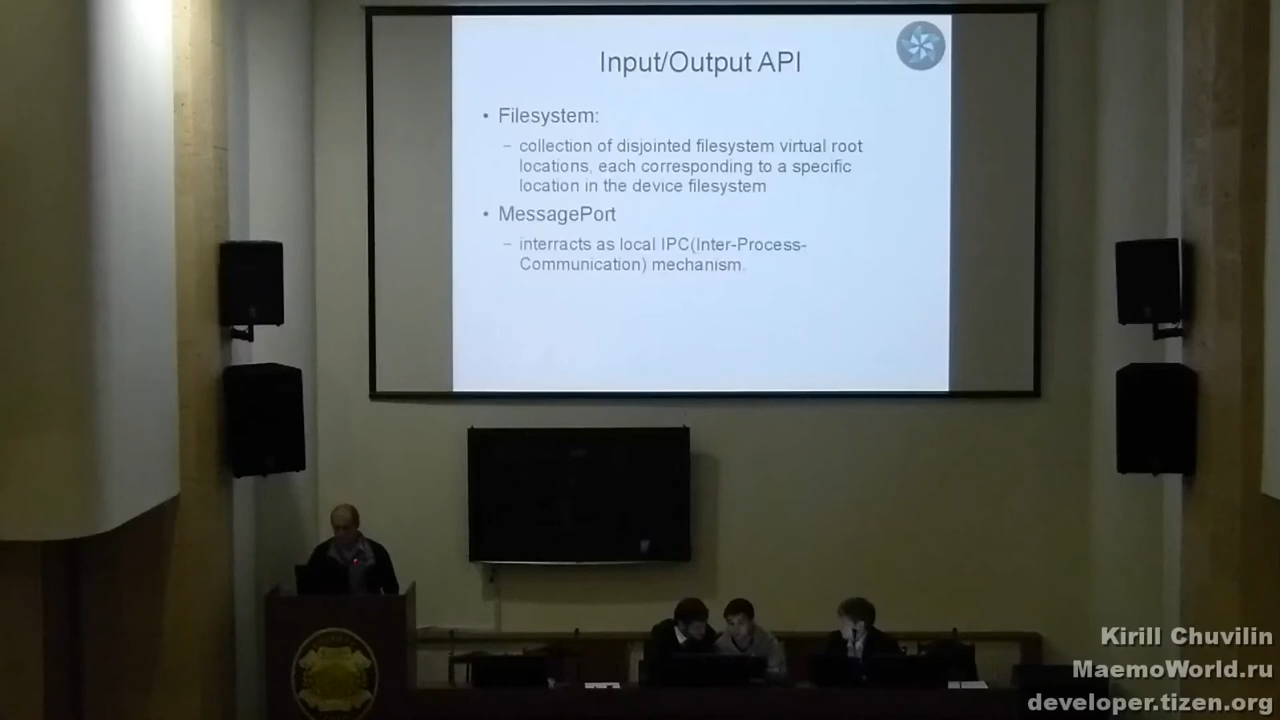 Input/Output API
• Filesystem:
– collection of disjointed filesystem virtual root
locations, each corresponding to a specific
location in the device filesystem
• MessagePort
– interracts as local IPC(Inter-Process-
Communication) mechanism.
Kirill Chuvilin
MaemoWorld.ru
developer.tizen.org